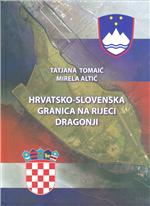 TATJANA TOMAIĆ
MIRELA ALTIĆ
HRVATSKO-SLOVENSKA
GRANICA NA RIJECI
DRAGONJI